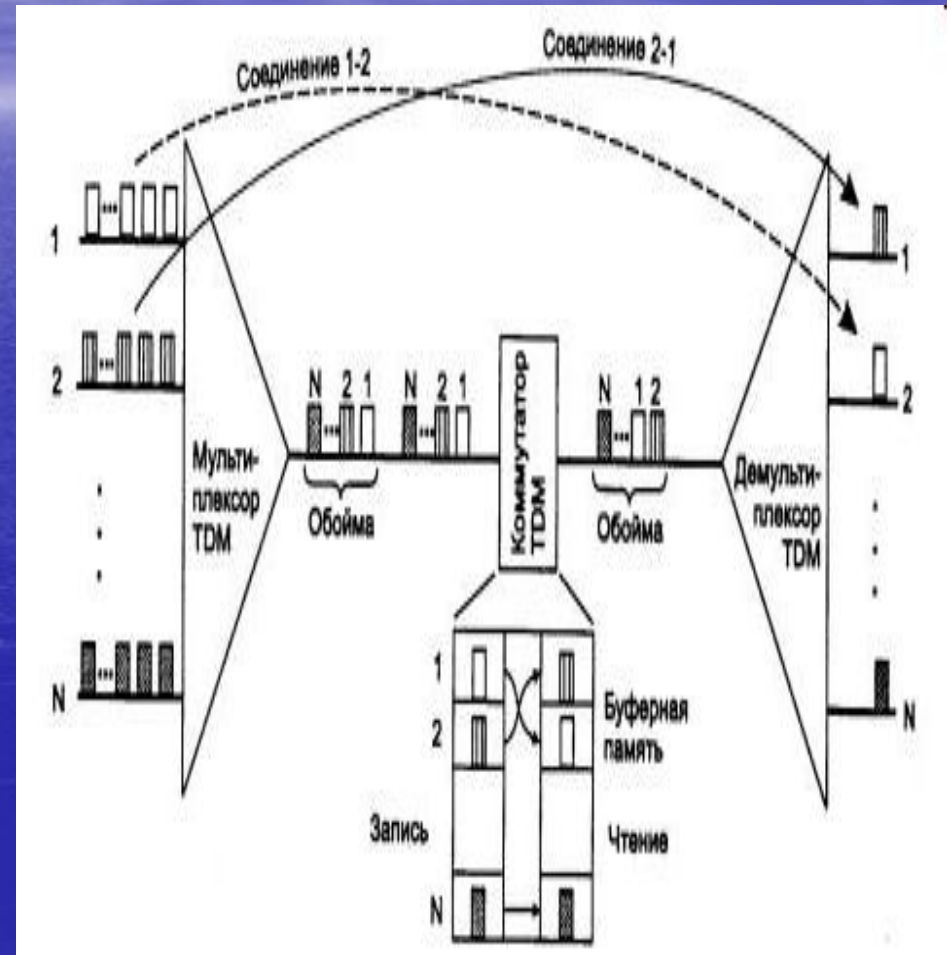 Соединение 1-2
Соединение 2-1
1
2
N
Мульти-
плексор
TDM
N ... 2 1
N ... 2 1
Обойма
Коммутатор
TDM
N ... 1 2
Обойма
Демульти-
плексор
TDM
1
2
N
1
2
N
Запись
Буферная
память
Чтение